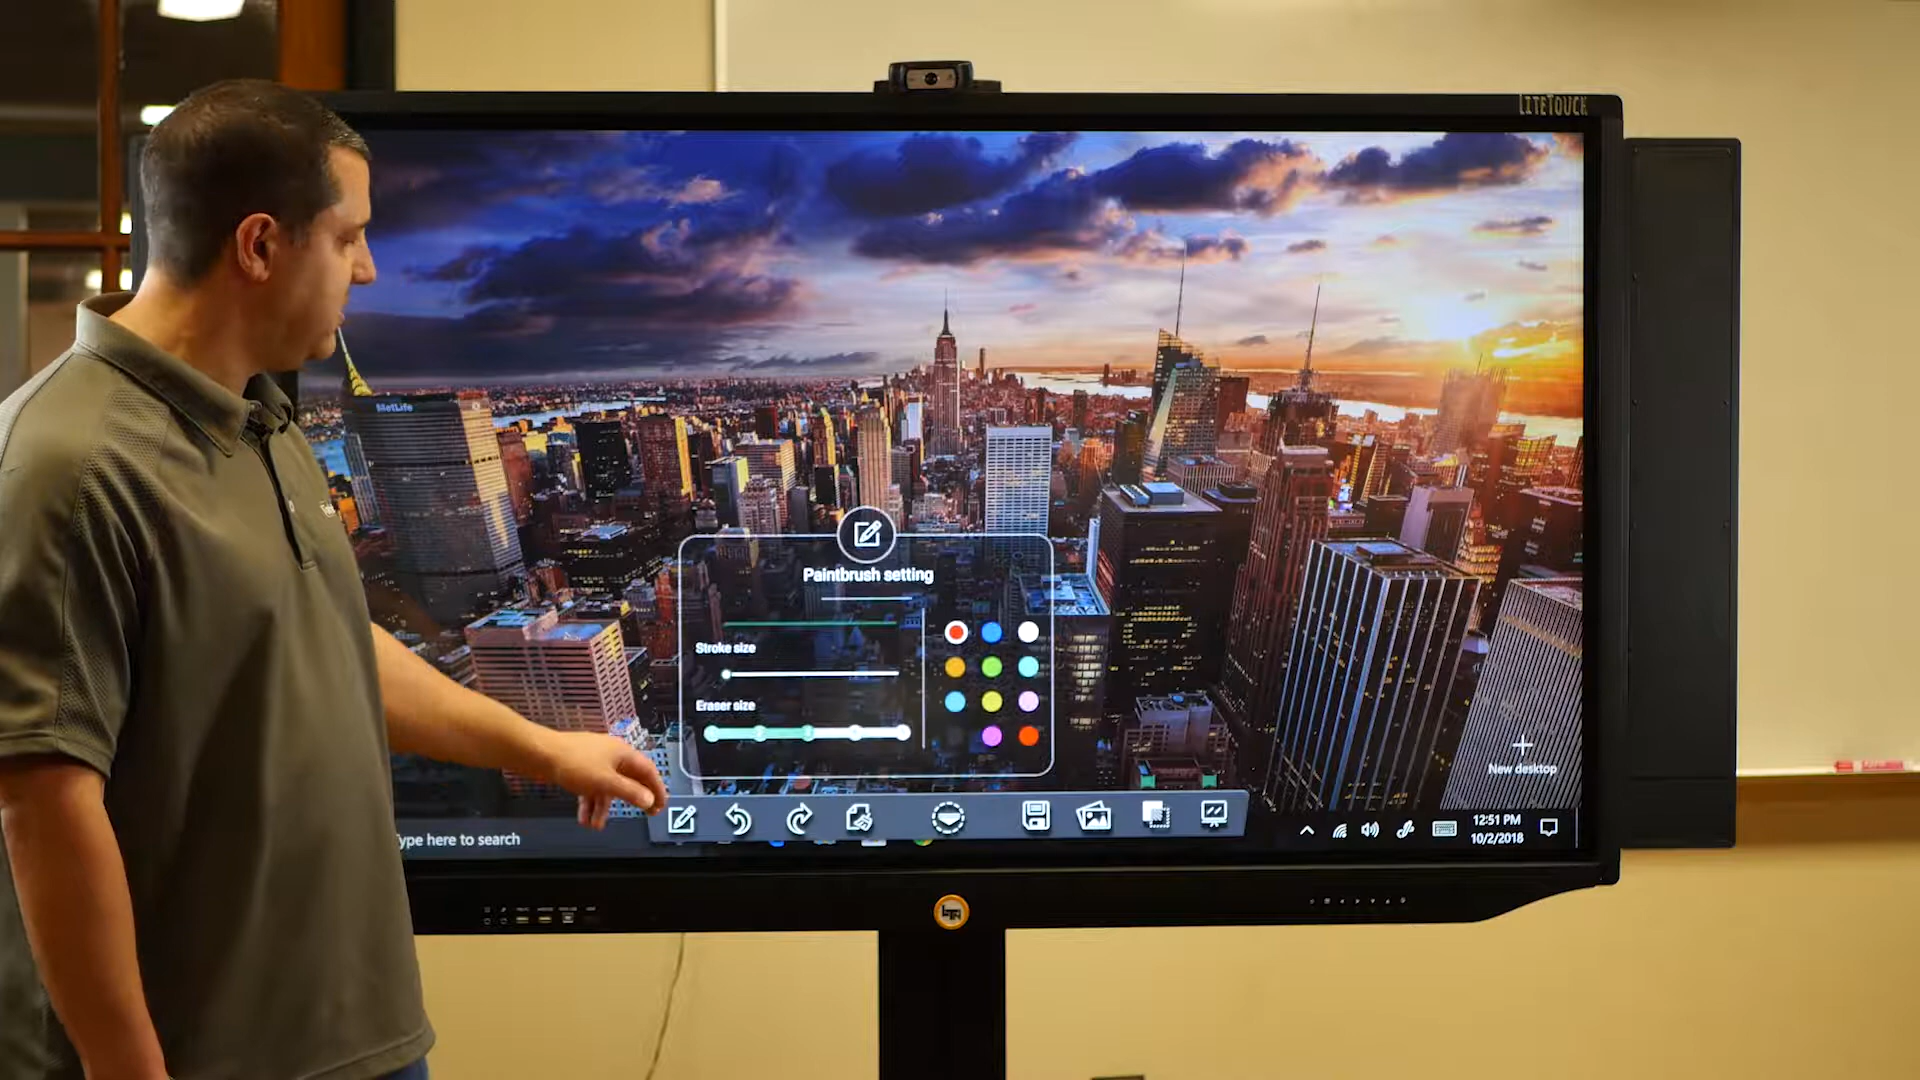 LITETOUCH
MetLife
Paintbrush setting
Stroke size
Eraser size
New desktop
Type here to search
12:51 PM
10/2/2018